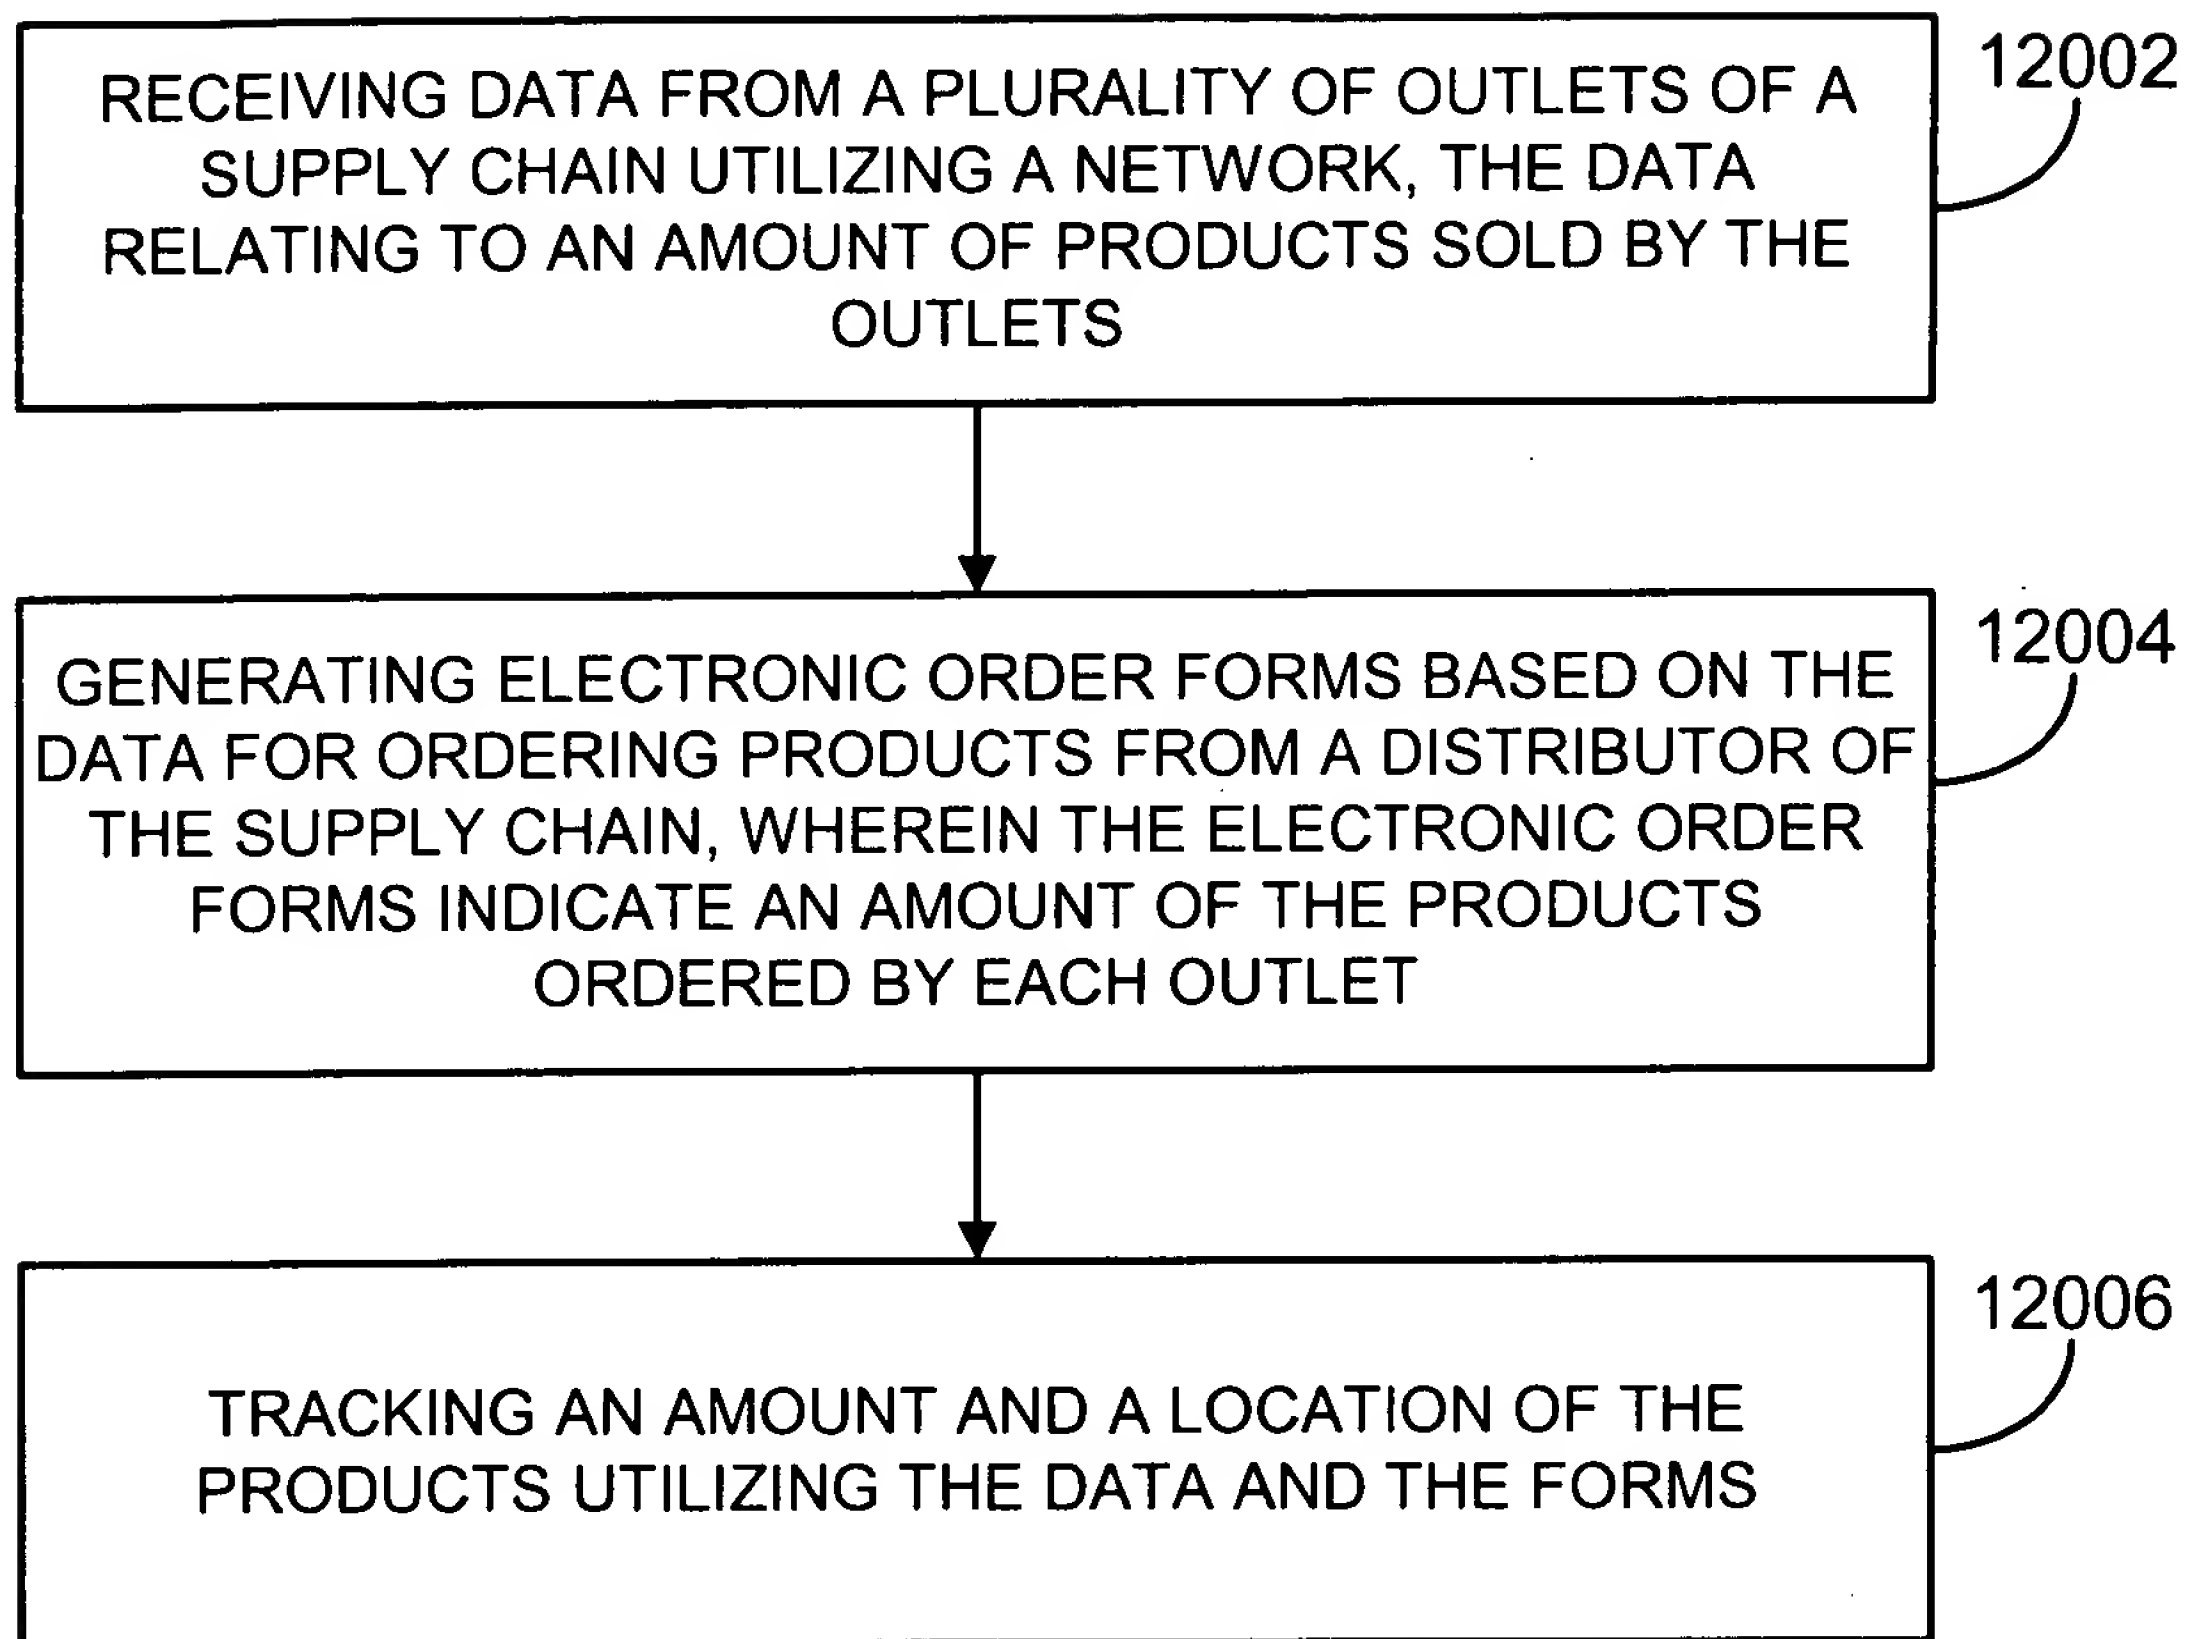 RECEIVING DATA FROM A PLURALITY OF OUTLETS OF A
SUPPLY CHAIN UTILIZING A NETWORK, THE DATA
RELATING TO AN AMOUNT OF PRODUCTS SOLD BY THE
OUTLETS
12002
GENERATING ELECTRONIC ORDER FORMS BASED ON THE
DATA FOR ORDERING PRODUCTS FROM A DISTRIBUTOR OF
THE SUPPLY CHAIN, WHEREIN THE ELECTRONIC ORDER
FORMS INDICATE AN AMOUNT OF THE PRODUCTS
ORDERED BY EACH OUTLET
12004
TRACKING AN AMOUNT AND A LOCATION OF THE
PRODUCTS UTILIZING THE DATA AND THE FORMS
12006